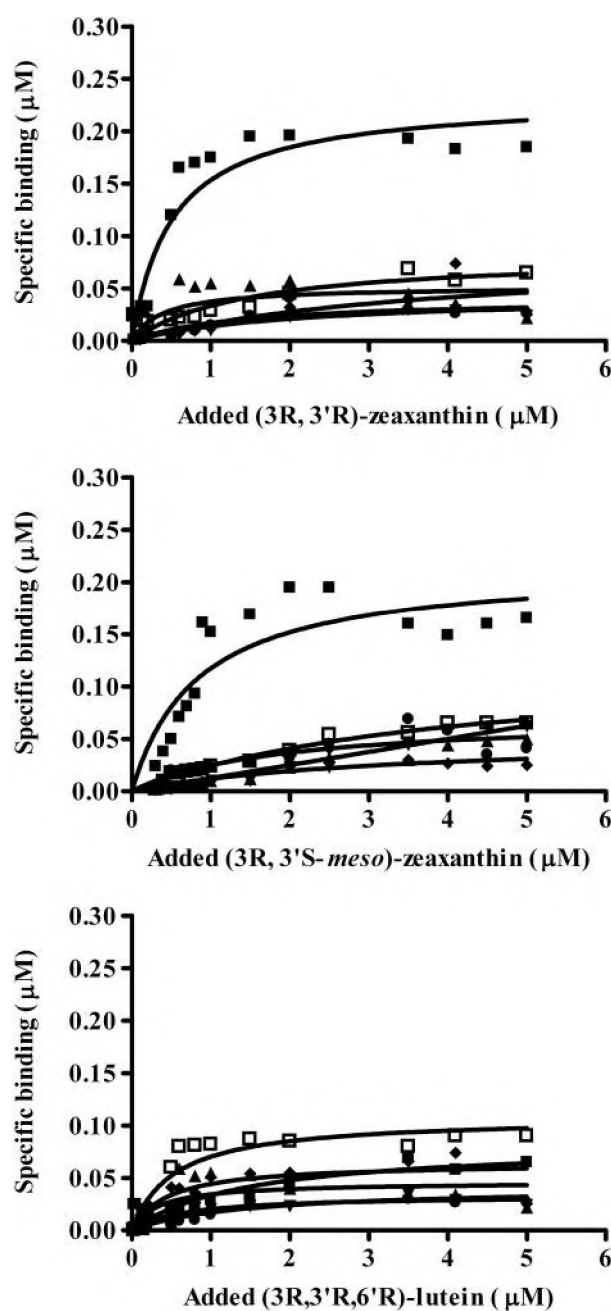 0.30
0.25
0.20
0.15
0.10
0.05
0.00
Specific binding (μM)
0 1 2 3 4 5 6
Added (3R, 3'R)-zeaxanthin ( μM)
0.30
0.25
0.20
0.15
0.10
0.05
0.00
Specific binding (μM)
0 1 2 3 4 5 6
Added (3R, 3'S-meso)-zeaxanthin (μM)
0.30
0.25
0.20
0.15
0.10
0.05
0.00
Specific binding (μM)
0 1 2 3 4 5 6
Added (3R,3'R,6'R)-lutein (μM)